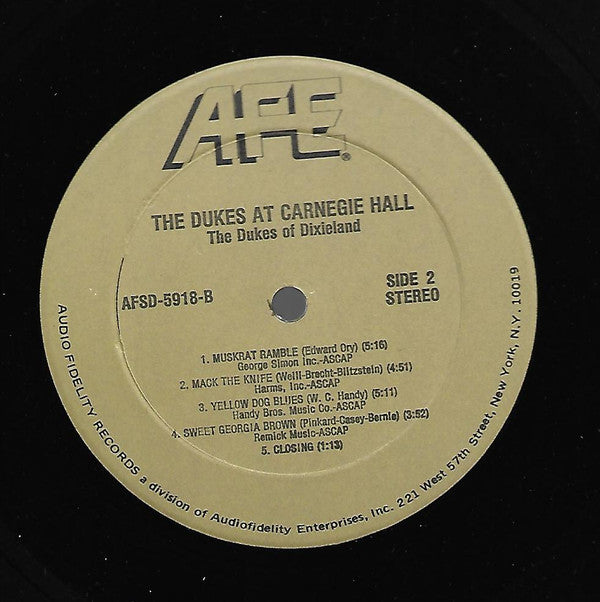 AFE®
THE DUKES AT CARNEGIE HALL
The Dukes of Dixieland
AFSD-5918-B
SIDE 2
STEREO
1. MUSKRAT RAMBLE (Edward Ory) (5:16)
George Simon Inc.-ASCAP
2. MACK THE KNIFE (Weill-Brecht-Blitzstein) (4:51)
Harms, Inc-ASCAP
3. YELLOW DOG BLUES (W. C. Handy) (5:11)
Handy Bros. Music Co.-ASCAP
4. SWEET GEORGIA BROWN (Pinkard-Casey-Bernie) (3:52)
Remick Music-ASCAP
5. CLOSING (1:13)
AUDIO FIDELITY RECORDS a division of Audiofidelity Enterprises, Inc. 221 West 57th Street, New York, N.Y. 10019